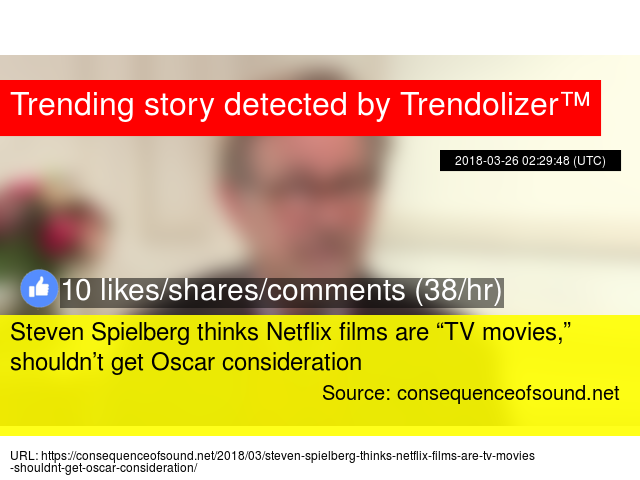 Trending story detected by Trendolizer™
2018-03-26 02:29:48 (UTC)
10 likes/shares/comments (38/hr)
Steven Spielberg thinks Netflix films are “TV movies,”
shouldn’t get Oscar consideration
Source: consequenceofsound.net
URL: https://consequenceofsound.net/2018/03/steven-spielberg-thinks-netflix-films-are-tv-movies
-shouldnt-get-oscar-consideration/